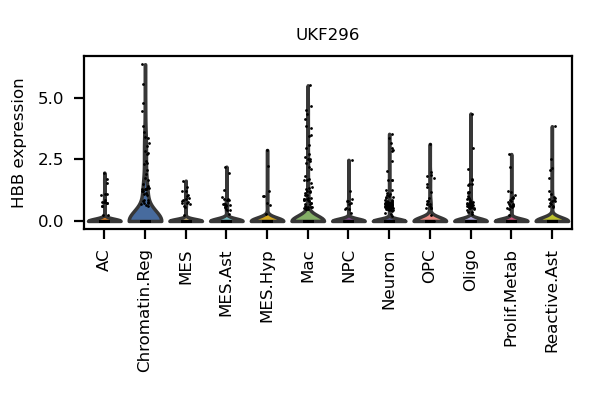 UKF296
HBB expression
5.0
2.5
0.0
AC
Chromatin.Reg
MES
MES.Ast
MES.Hyp
Mac
NPC
Neuron
OPC
Oligo
Prolif.Metab
Reactive.Ast